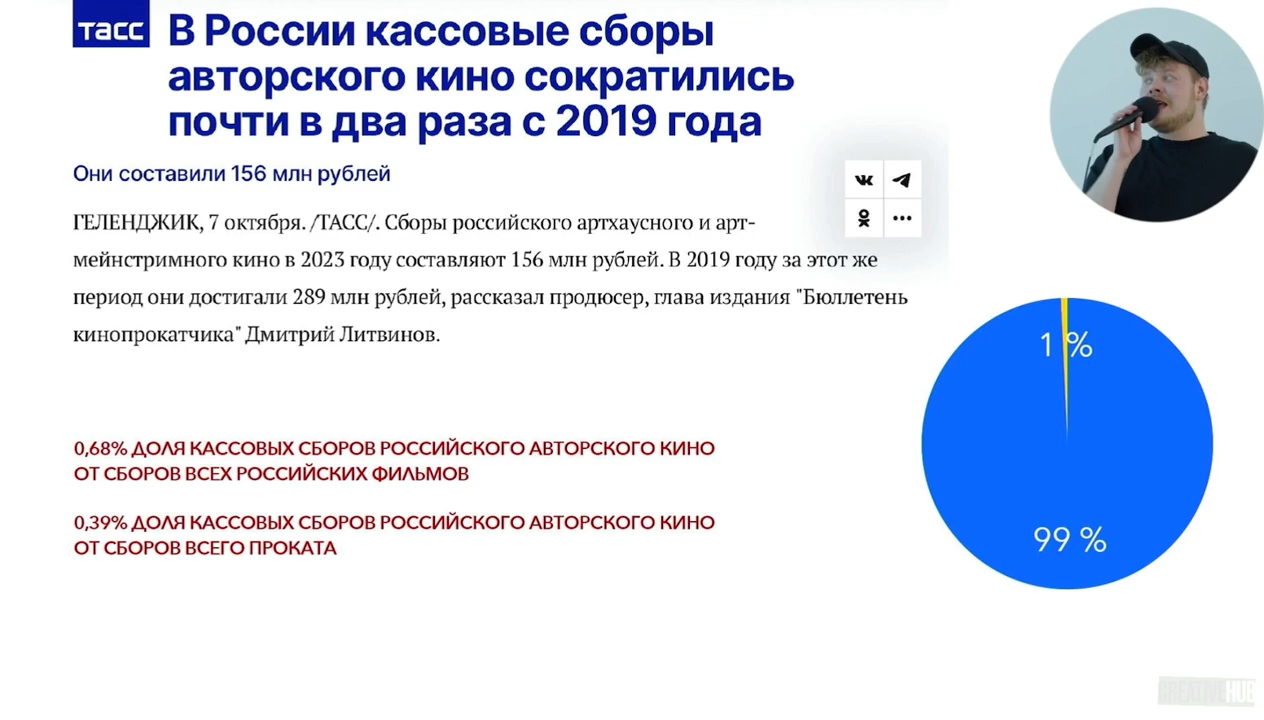 тасс
В России кассовые сборы
авторского кино сократились
почти в два раза с 2019 года
Они составили 156 млн рублей
ГЕЛЕНДЖИК, 7 октября. /ТАСС/. Сборы российского артхаусного и арт-
мейнстримного кино в 2023 году составляют 156 млн рублей. В 2019 году за этот же
период они достигали 289 млн рублей, рассказал продюсер, глава издания "Бюллетень
кинопрокатчика" Дмитрий Литвинов.
0,68% ДОЛЯ КАССОВЫХ СБОРОВ РОССИЙСКОГО АВТОРСКОГО КИНО
ОТ СБОРОВ ВСЕХ РОССИЙСКИХ ФИЛЬМОВ
0,39% ДОЛЯ КАССОВЫХ СБОРОВ РОССИЙСКОГО АВТОРСКОГО КИНО
ОТ СБОРОВ ВСЕГО ПРОКАТА
1 %
99 %
CREATIVEHUB